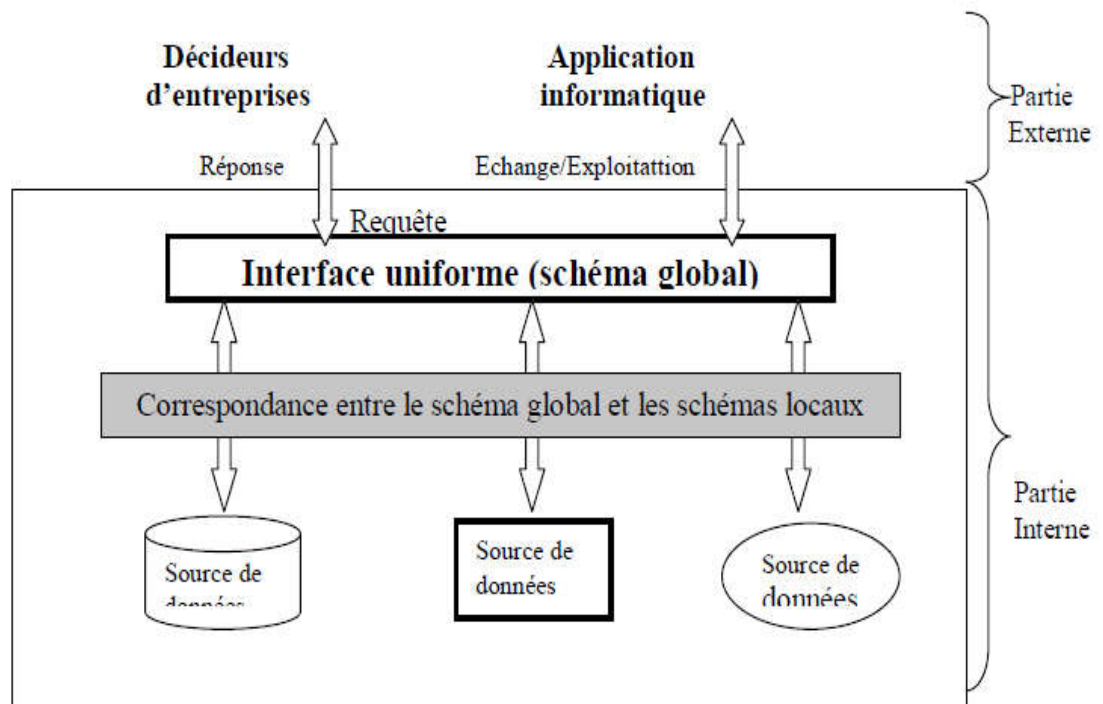 Décideurs
d'entreprises
Application
informatique
Partie
Externe
Réponse
Echange/Exploitattion
Requête
Interface uniforme (schéma global)
Correspondance entre le schéma global et les schémas locaux
Source de
données
Source de
données
Source de
données
Partie
Interne